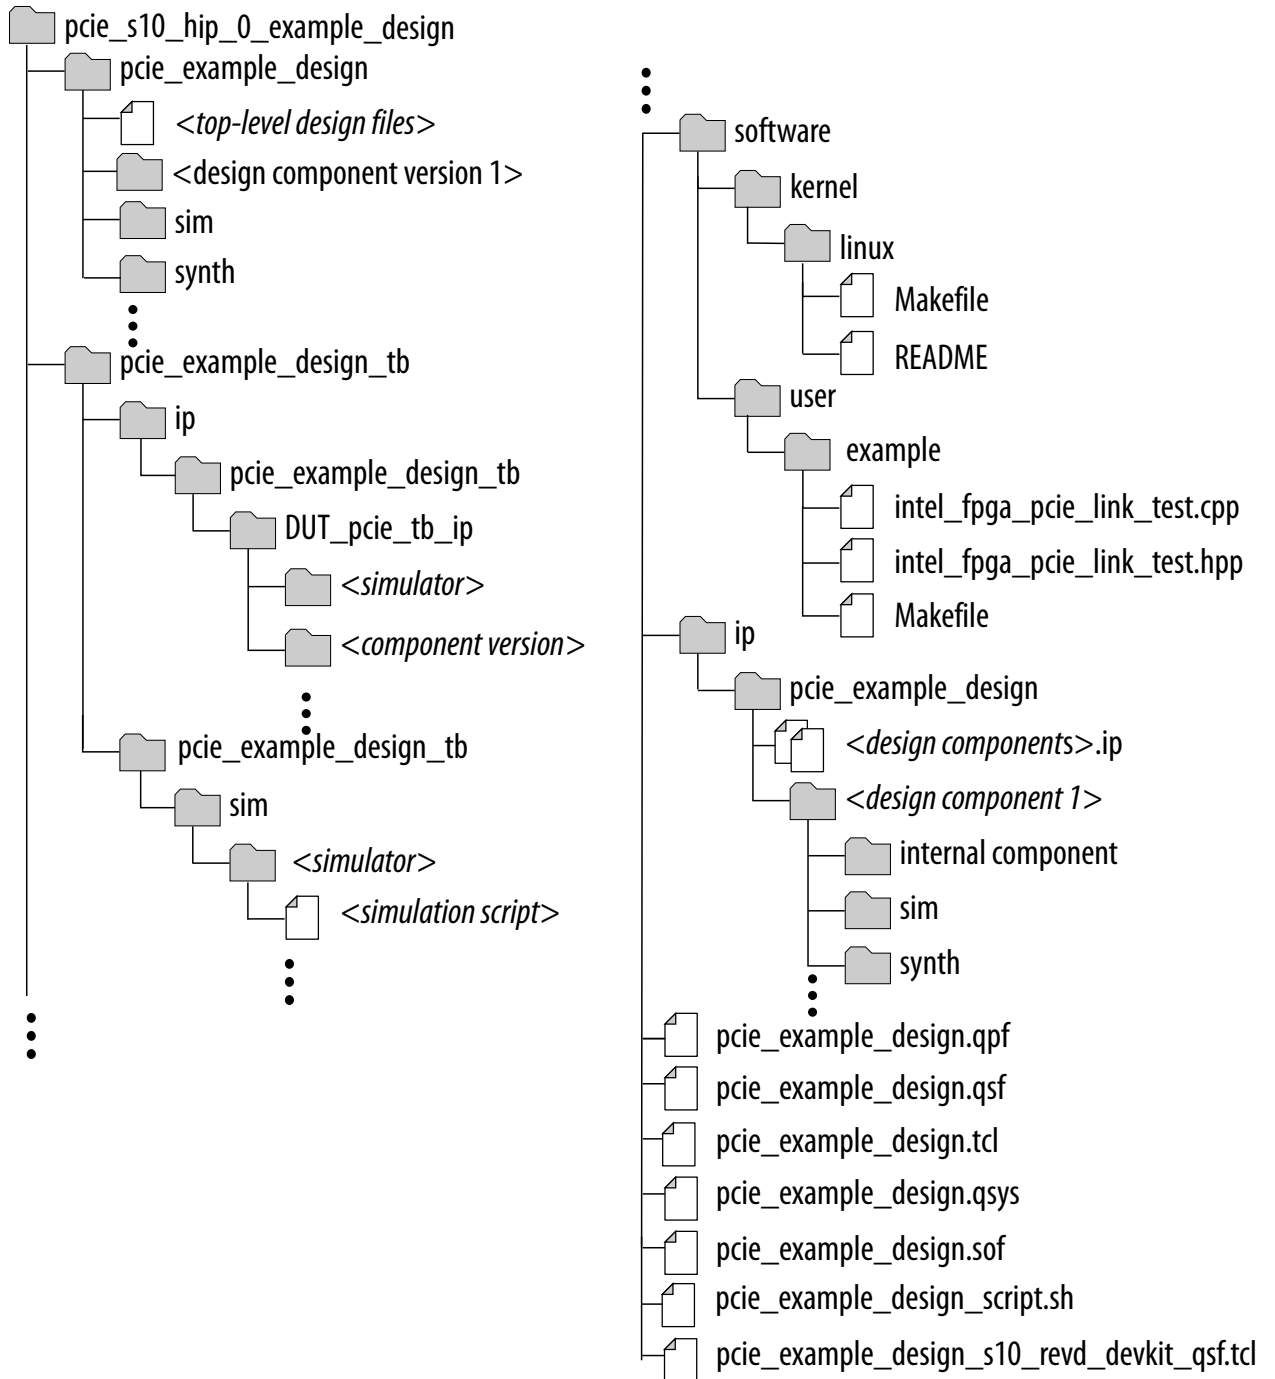 pcie_s10_hip_0_example_design
pcie_example_design
<top-level design files>
<design component version 1>
sim
synth
pcie_example_design_tb
ip
pcie_example_design_tb
DUT_pcie_tb_ip
<simulator>
<component version>
pcie_example_design_tb
sim
<simulator>
<simulation script>
software
kernel
linux
Makefile
README
user
example
intel_fpga_pcie_link_test.cpp
intel_fpga_pcie_link_test.hpp
Makefile
ip
pcie_example_design
<design components>.ip
<design component 1>
internal component
sim
synth
pcie_example_design.qpf
pcie_example_design.qsf
pcie_example_design.tcl
pcie_example_design.qsys
pcie_example_design.sof
pcie_example_design_script.sh
pcie_example_design_s10_revd_devkit_qsf.tcl